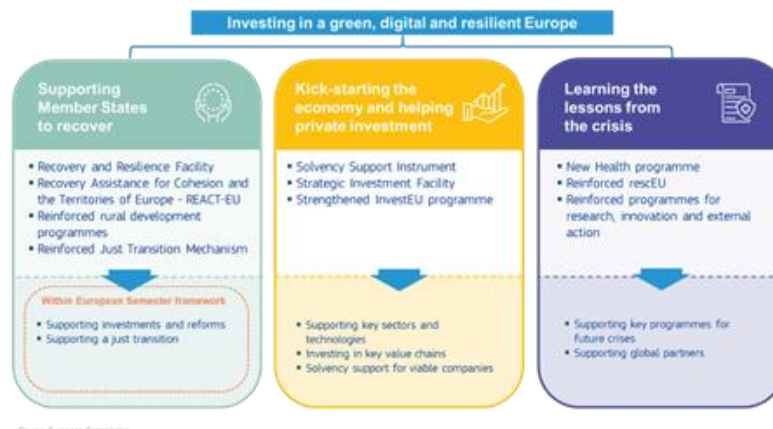 Investing in a green, digital and resilient Europe
Supporting
Member States
to recover
▪ Recovery and Resilience Facility
▪ Recovery Assistance for Cohesion and
the Territories of Europe - REACT-EU
▪ Reinforced rural development
programmes
▪ Reinforced Just Transition Mechanism
Within European Semester framework
▪ Supporting investments and reforms
▪ Supporting a just transition
Kick-starting the
economy and helping
private investment
▪ Solvency Support Instrument
▪ Strategic Investment Facility
▪ Strengthened InvestEU programme
▪ Supporting key sectors and
technologies
▪ Investing in key value chains
▪ Solvency support for viable companies
Learning the
lessons from
the crisis
▪ New Health programme
▪ Reinforced rescEU
▪ Reinforced programmes for
research, innovation and external
action
▪ Supporting key programmes for
future crises
▪ Supporting global partners